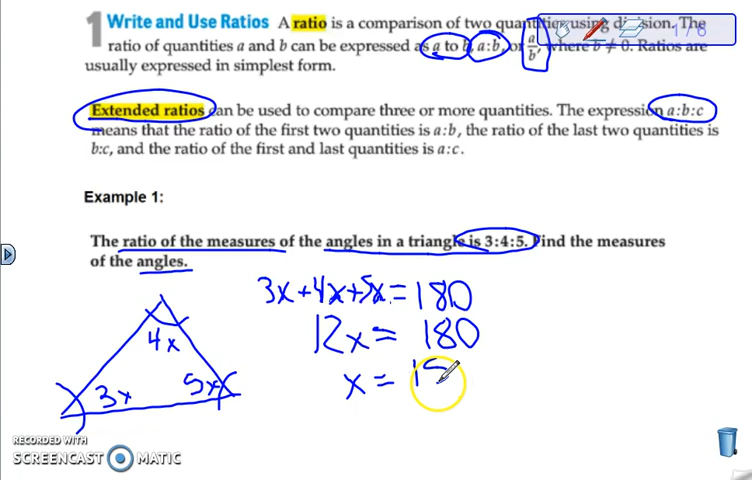 1 Write and Use Ratios A ratio is a comparison of two quantities using division. The
ratio of quantities a and b can be expressed as a to b, a:b, or a/b, where b ≠ 0. Ratios are
usually expressed in simplest form.
Extended ratios can be used to compare three or more quantities. The expression a:b:c
means that the ratio of the first two quantities is a:b, the ratio of the last two quantities is
b:c, and the ratio of the first and last quantities is a:c.
Example 1:
The ratio of the measures of the angles in a triangle is 3:4:5. Find the measures
of the angles.
3x+4x+5x=180
12x = 180
x = 15
4x
3x
5x
RECORDED WITH
SCREENCAST MATIC